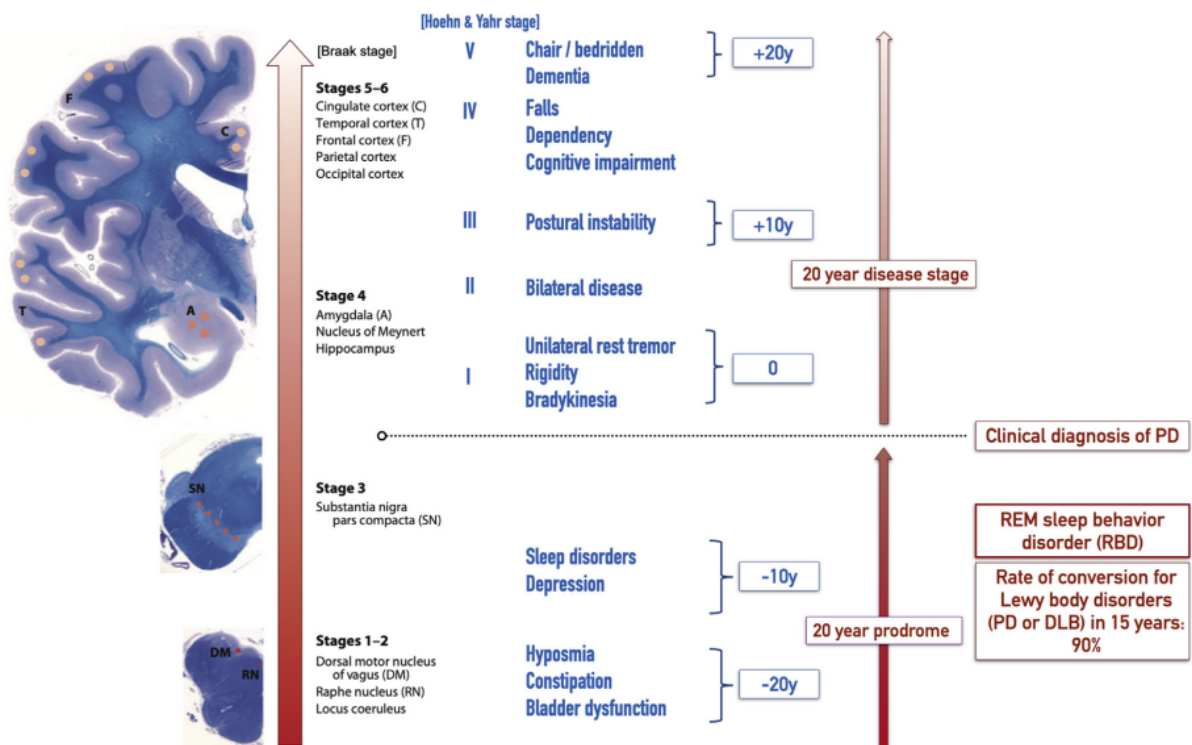 [Hoehn & Yahr stage]
[Braak stage]
Stages 5–6
Cingulate cortex (C)
Temporal cortex (T)
Frontal cortex (F)
Parietal cortex
Occipital cortex
F
C
T
A
V
Chair / bedridden
Dementia
+20y
IV
Falls
Dependency
Cognitive impairment
III
Postural instability
+10y
20 year disease stage
Stage 4
Amygdala (A)
Nucleus of Meynert
Hippocampus
II
Bilateral disease
I
Unilateral rest tremor
Rigidity
Bradykinesia
0
Clinical diagnosis of PD
SN
Stage 3
Substantia nigra
pars compacta (SN)
Sleep disorders
Depression
-10y
REM sleep behavior
disorder (RBD)
Rate of conversion for
Lewy body disorders
(PD or DLB) in 15 years:
90%
20 year prodrome
DM
RN
Stages 1–2
Dorsal motor nucleus
of vagus (DM)
Raphe nucleus (RN)
Locus coeruleus
Hyposmia
Constipation
Bladder dysfunction
-20y